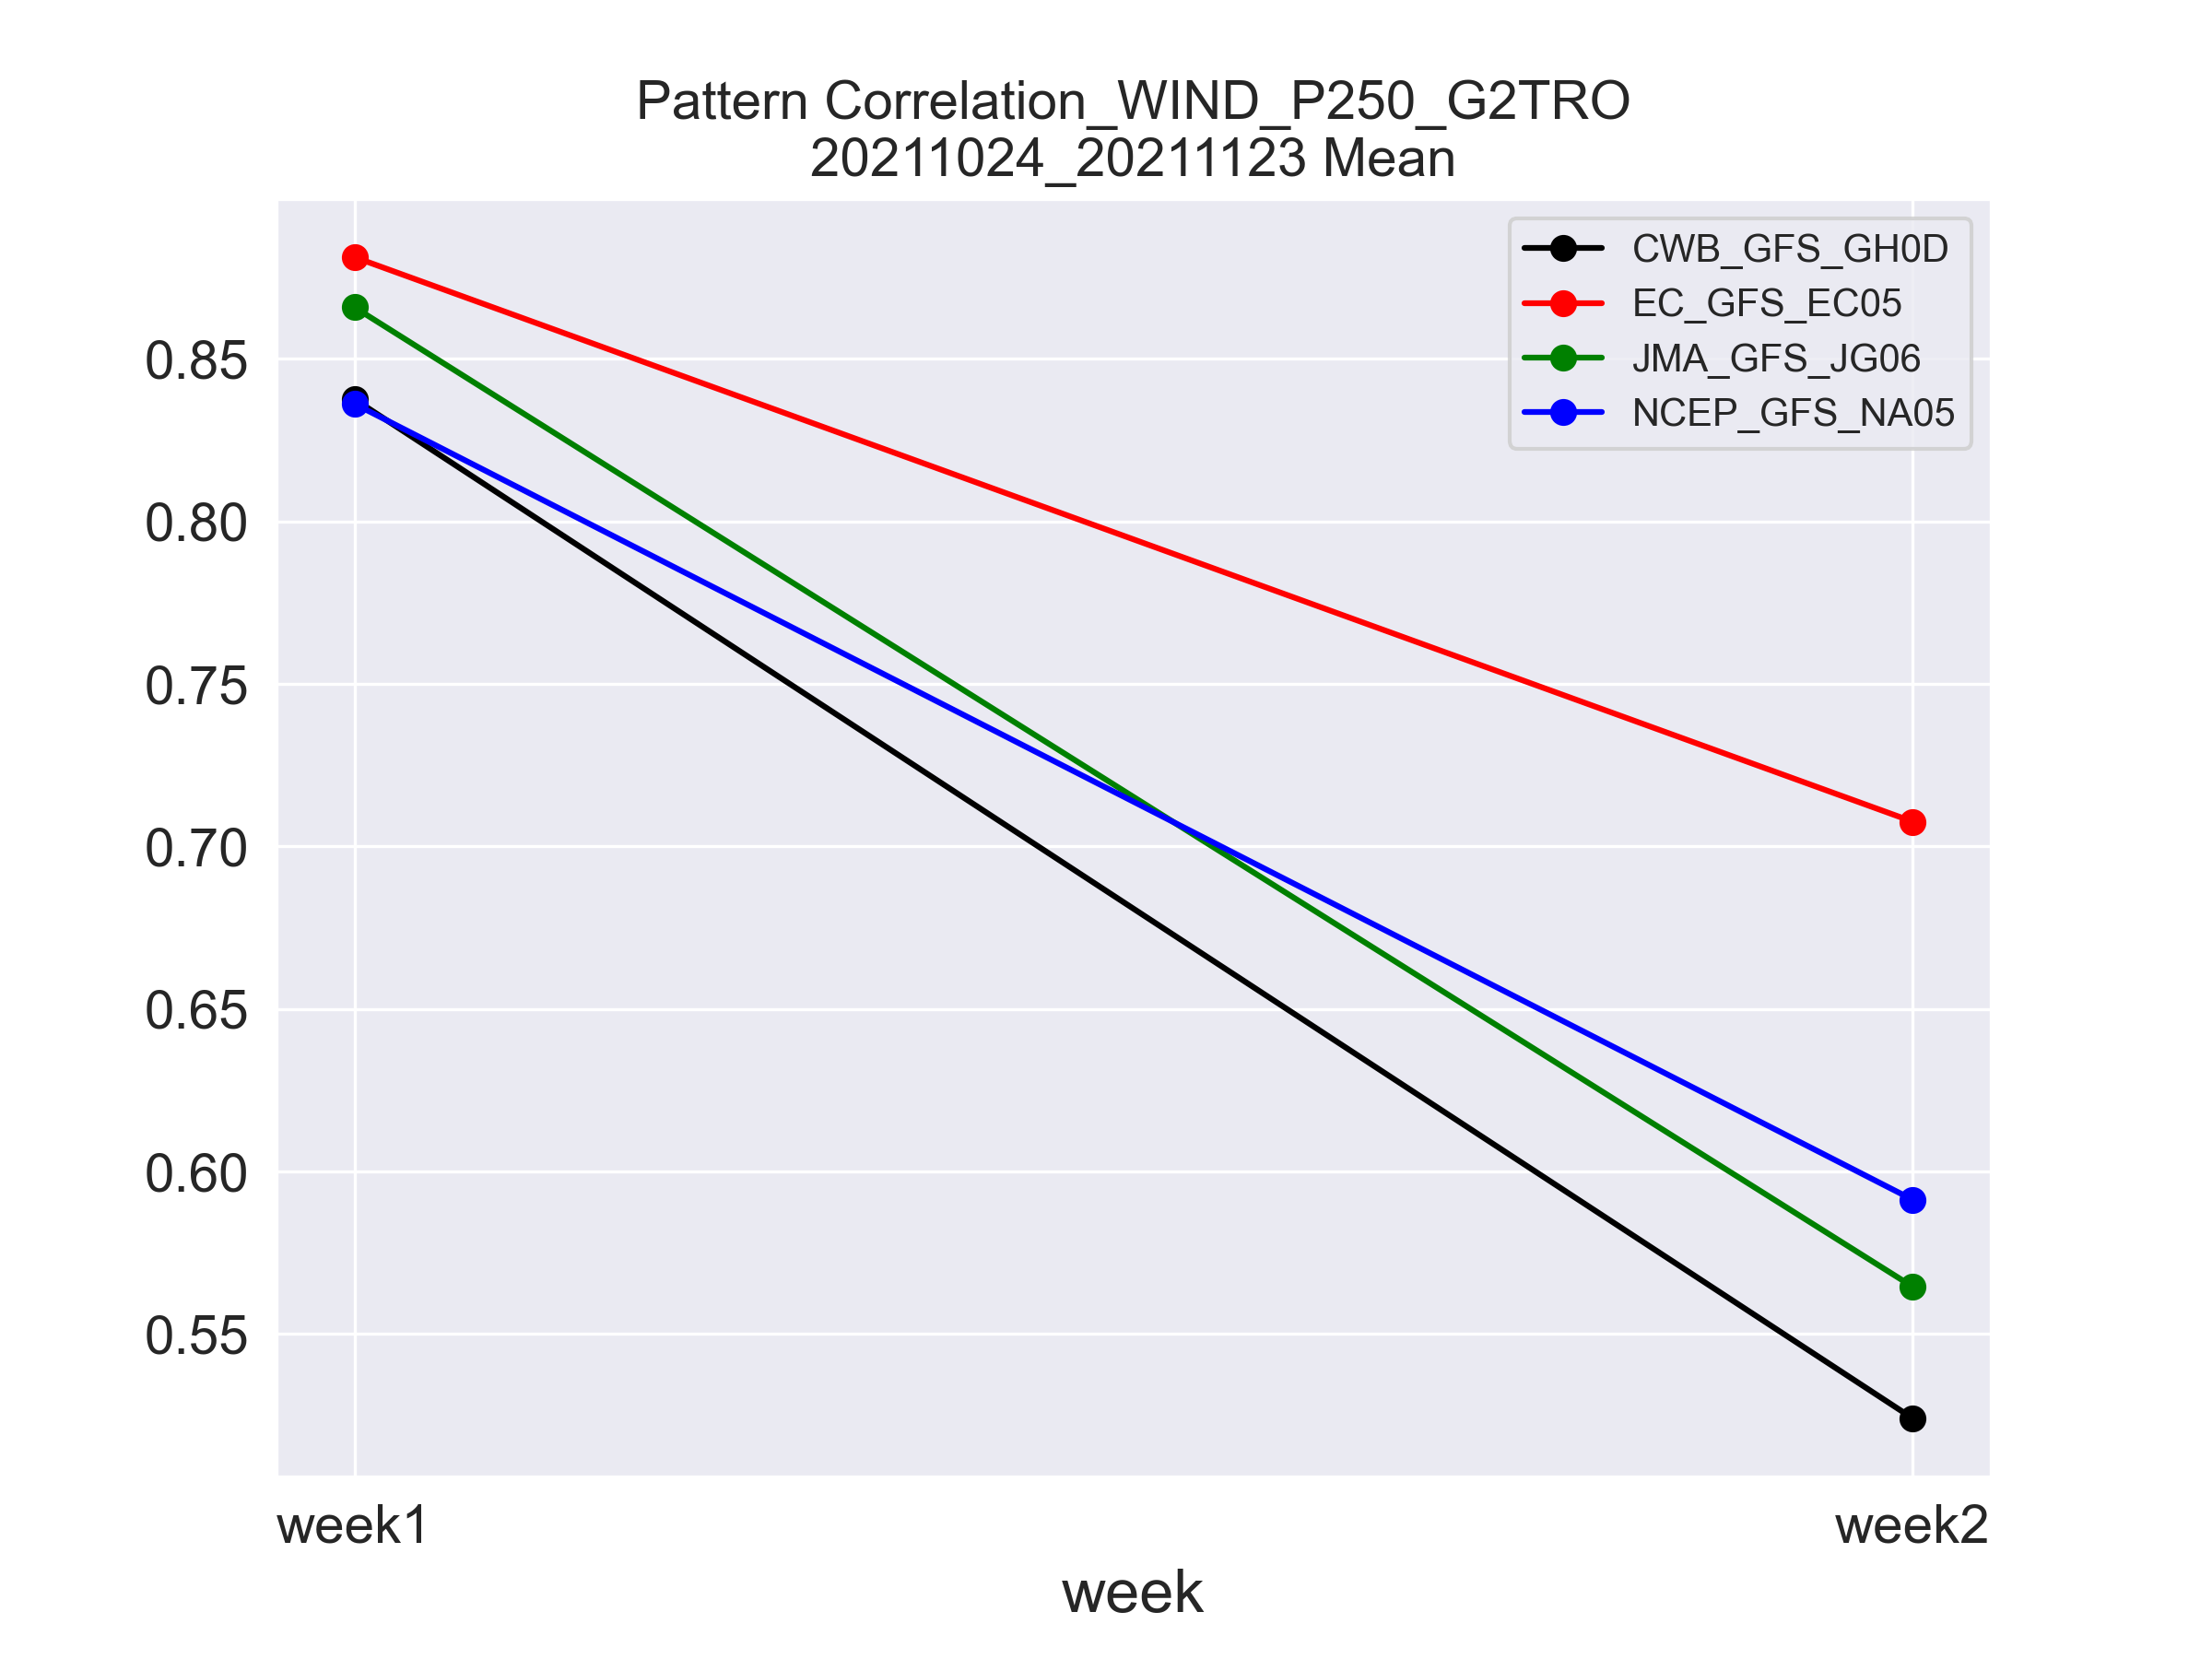 Pattern Correlation_WIND_P250_G2TRO
20211024_20211123 Mean
CWB_GFS_GH0D
EC_GFS_EC05
JMA_GFS_JG06
NCEP_GFS_NA05
0.85
0.80
0.75
0.70
0.65
0.60
0.55
week1
week2
week